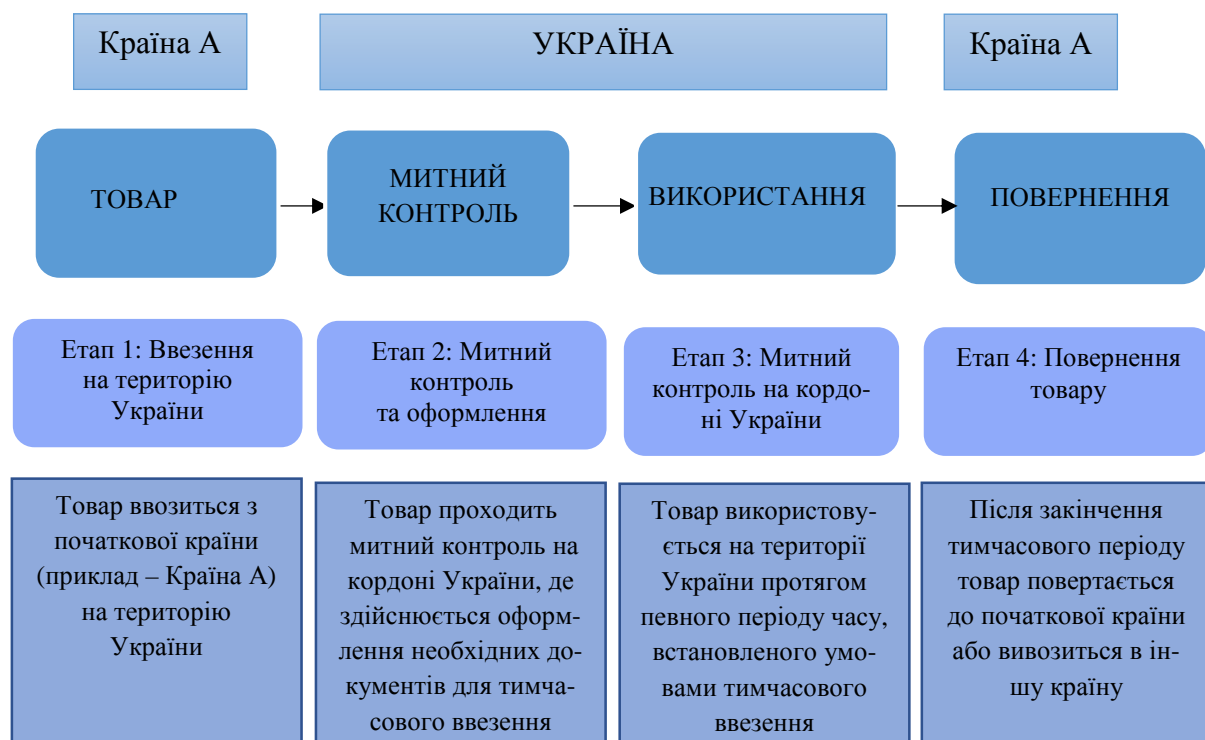 Країна А
УКРАЇНА
Країна А
ТОВАР
МИТНИЙ
КОНТРОЛЬ
ВИКОРИСТАННЯ
ПОВЕРНЕННЯ
Етап 1: Ввезення
на територію
України
Етап 2: Митний
контроль
та оформлення
Етап 3: Митний
контроль на кордо-
ні України
Етап 4: Повернення
товару
Товар ввозиться з
початкової країни
(приклад – Країна А)
на територію
України
Товар проходить
митний контроль на
кордоні України, де
здійснюється оформ-
лення необхідних до-
кументів для тимча-
сового ввезення
Товар використову-
ється на території
України протягом
певного періоду часу,
встановленого умо-
вами тимчасового
ввезення
Після закінчення
тимчасового періоду
товар повертається
до початкової країни
або вивозиться в ін-
шу країну